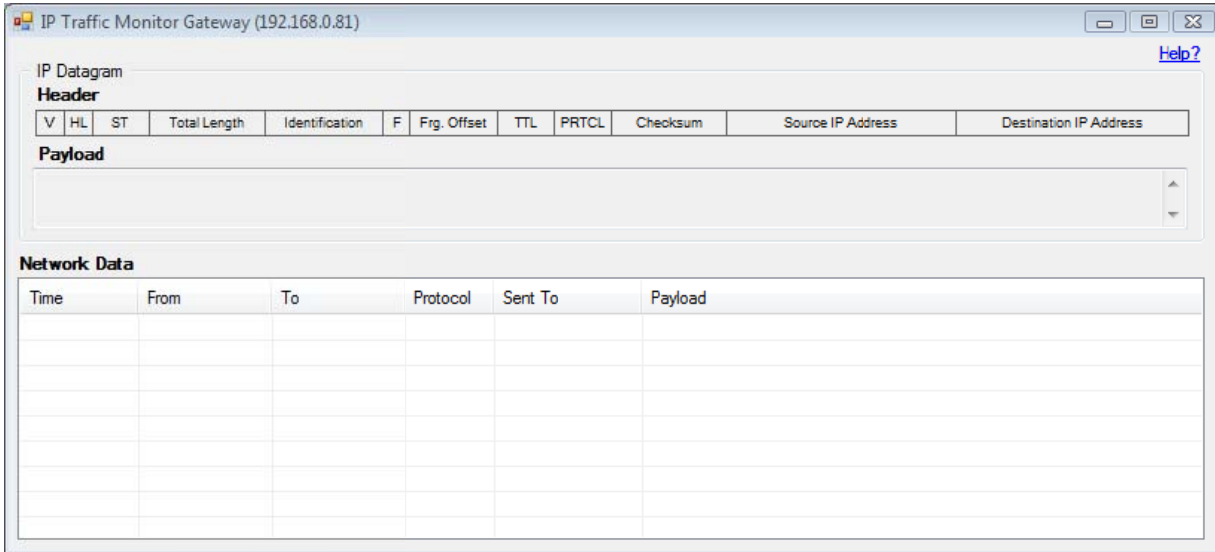 IP Traffic Monitor Gateway (192.168.0.81)
Help?
IP Datagram
Header
V HL ST Total Length Identification F Frg. Offset TTL PRTCL Checksum Source IP Address Destination IP Address
Payload
Network Data
Time From To Protocol Sent To Payload